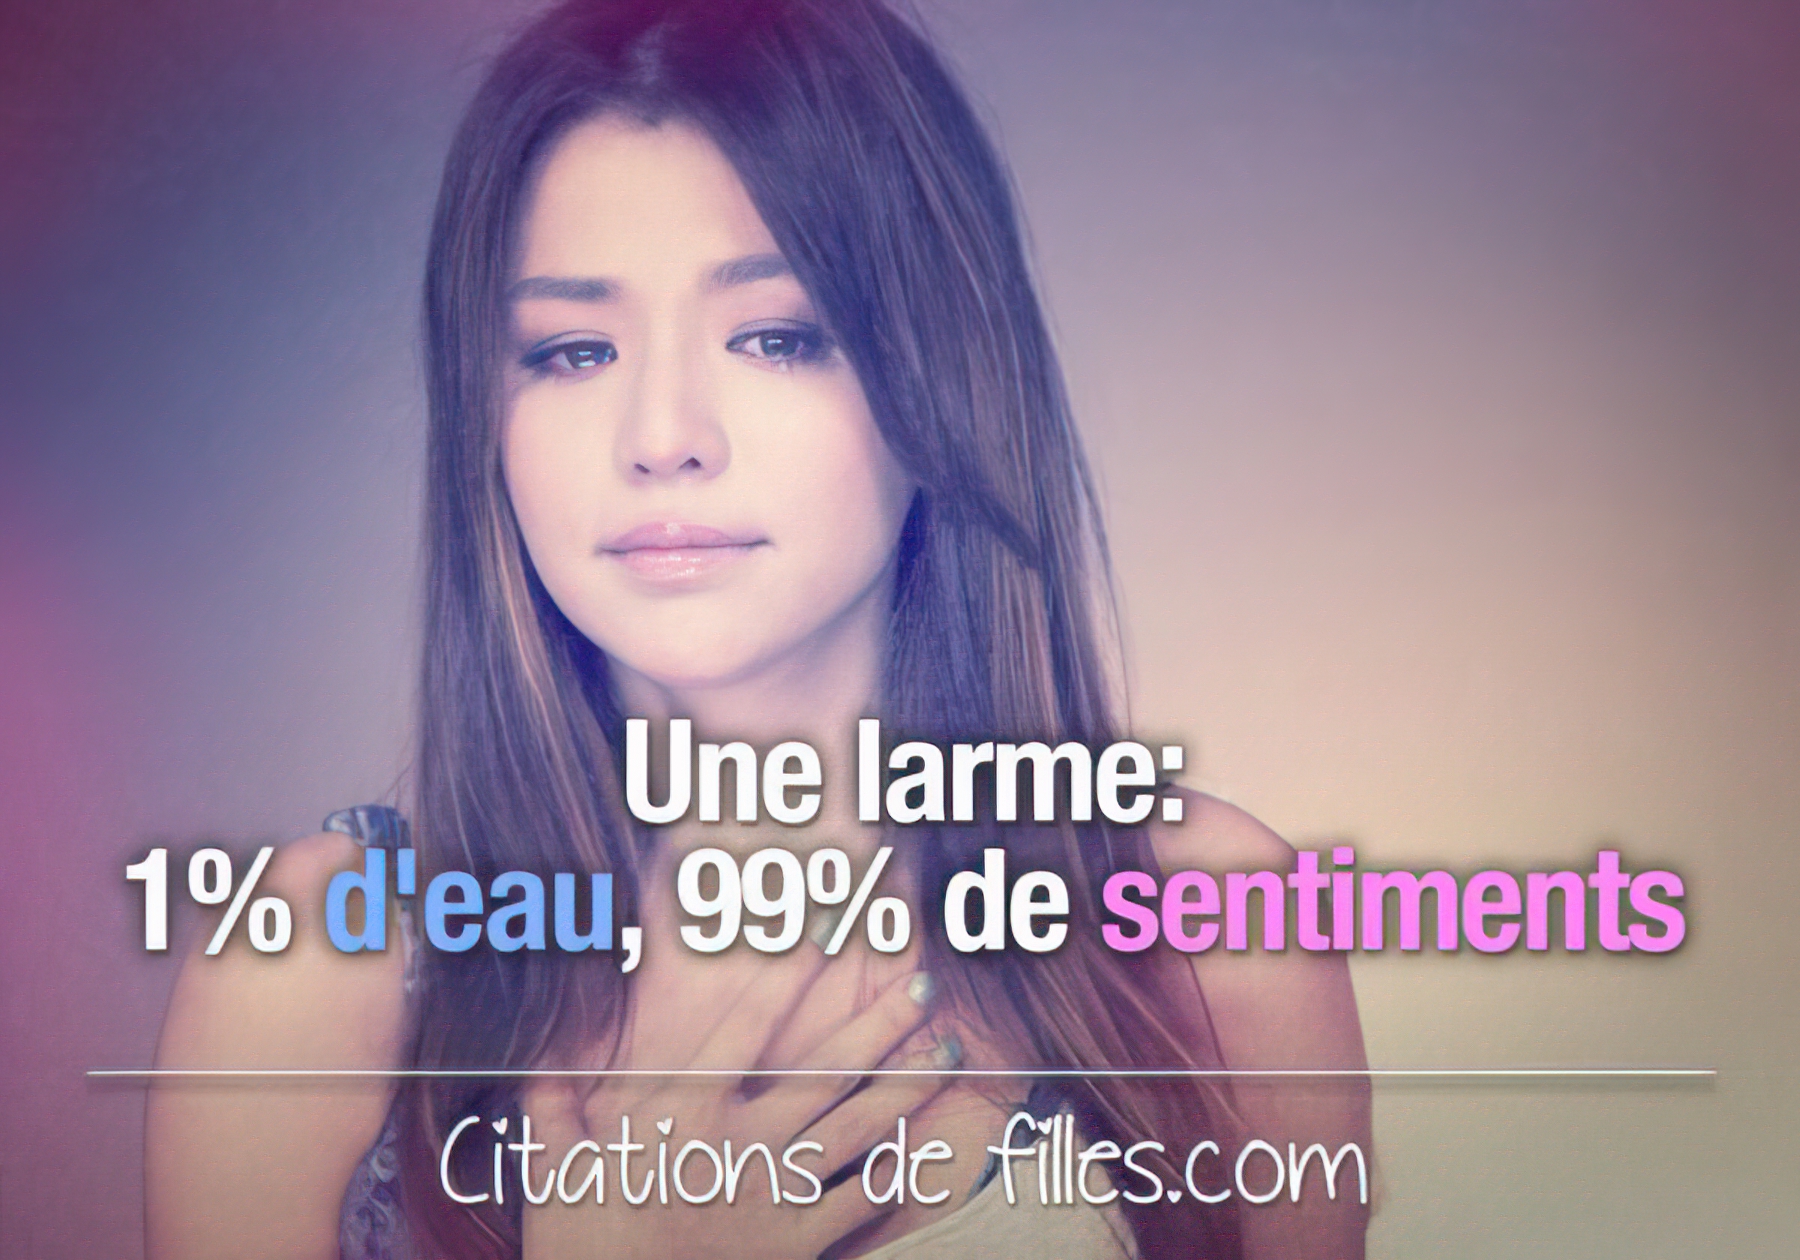 Une larme:
1% d'eau, 99% de sentiments
Citations de filles.com